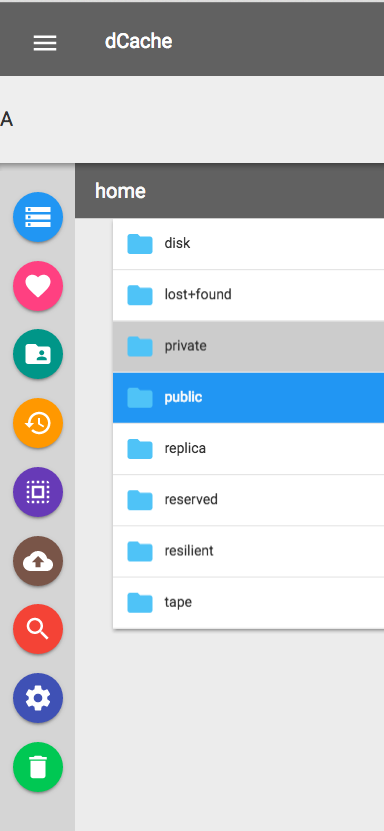 dCache
A
home
disk
lost+found
private
public
replica
reserved
resilient
tape